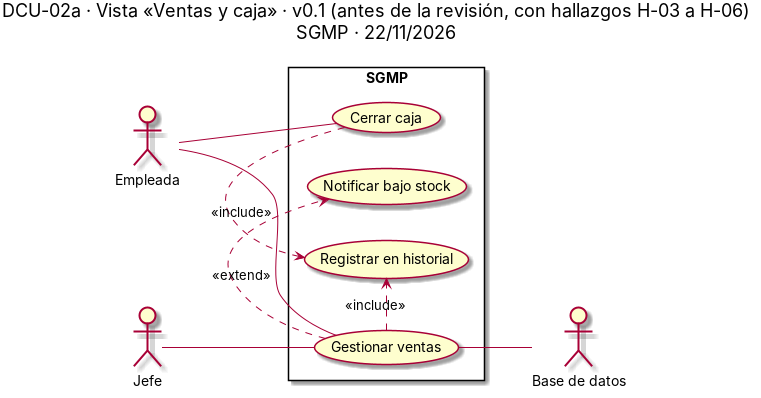 DCU-02a · Vista «Ventas y caja» · v0.1 (antes de la revisión, con hallazgos H-03 a H-06)
SGMP · 22/11/2026
SGMP
Cerrar caja
Empleada
Notificar bajo stock
«include»
Registrar en historial
«extend»
«include»
Gestionar ventas
Jefe
Base de datos